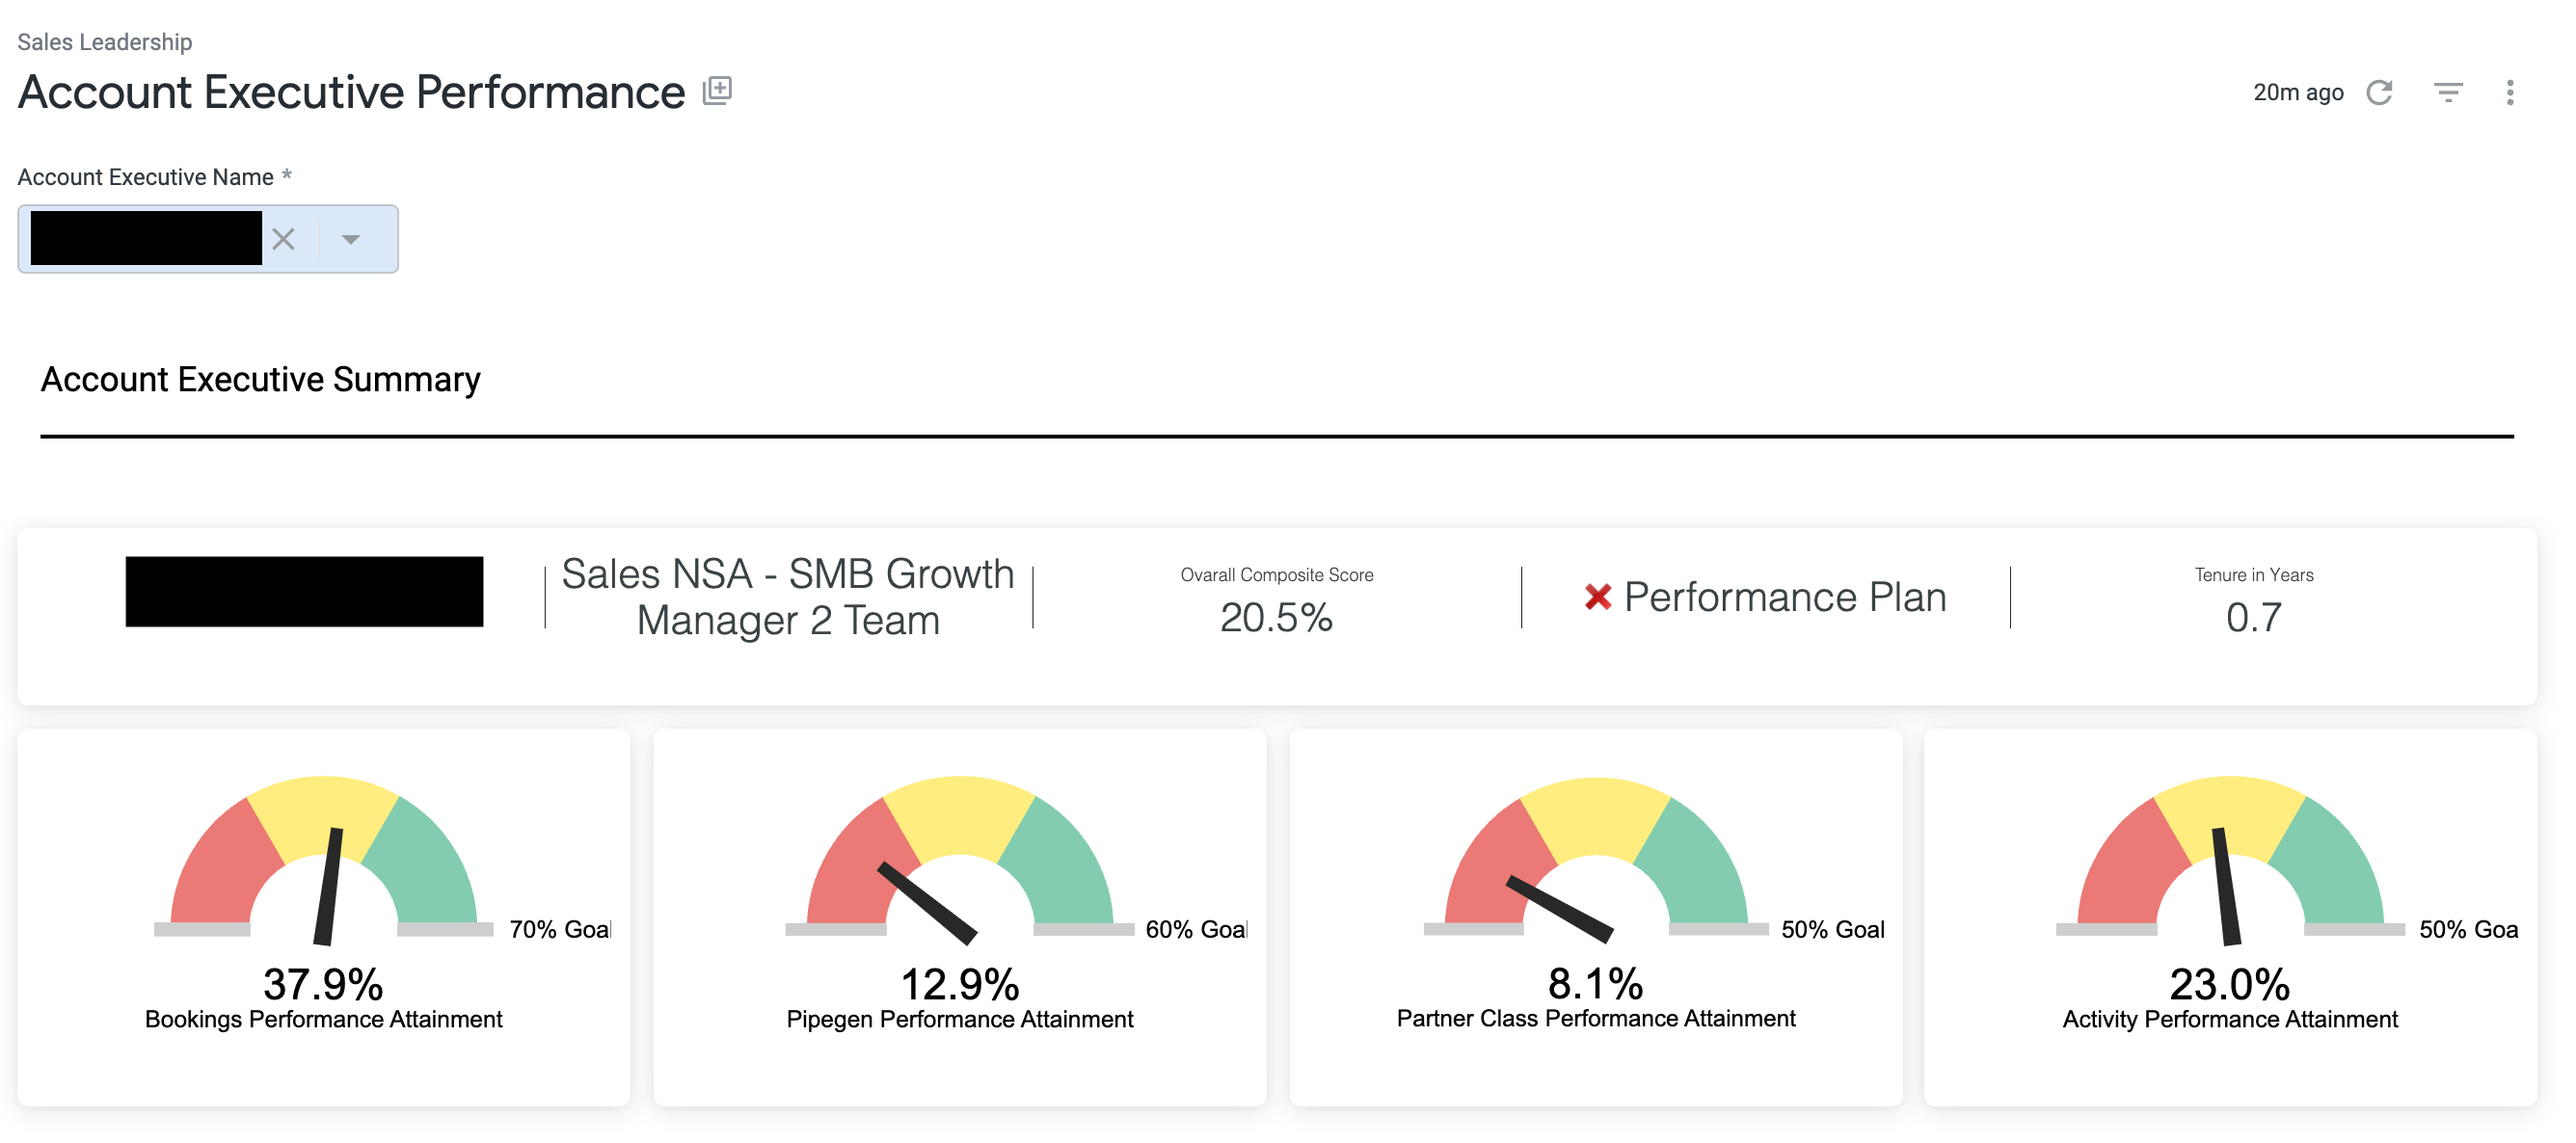 Sales Leadership
Account Executive Performance
20m ago
Account Executive Name *
Account Executive Summary
Sales NSA - SMB Growth
Manager 2 Team
Ovarall Composite Score
20.5%
❌ Performance Plan
Tenure in Years
0.7
70% Goal
37.9%
Bookings Performance Attainment
60% Goal
12.9%
Pipegen Performance Attainment
50% Goal
8.1%
Partner Class Performance Attainment
50% Goa
23.0%
Activity Performance Attainment